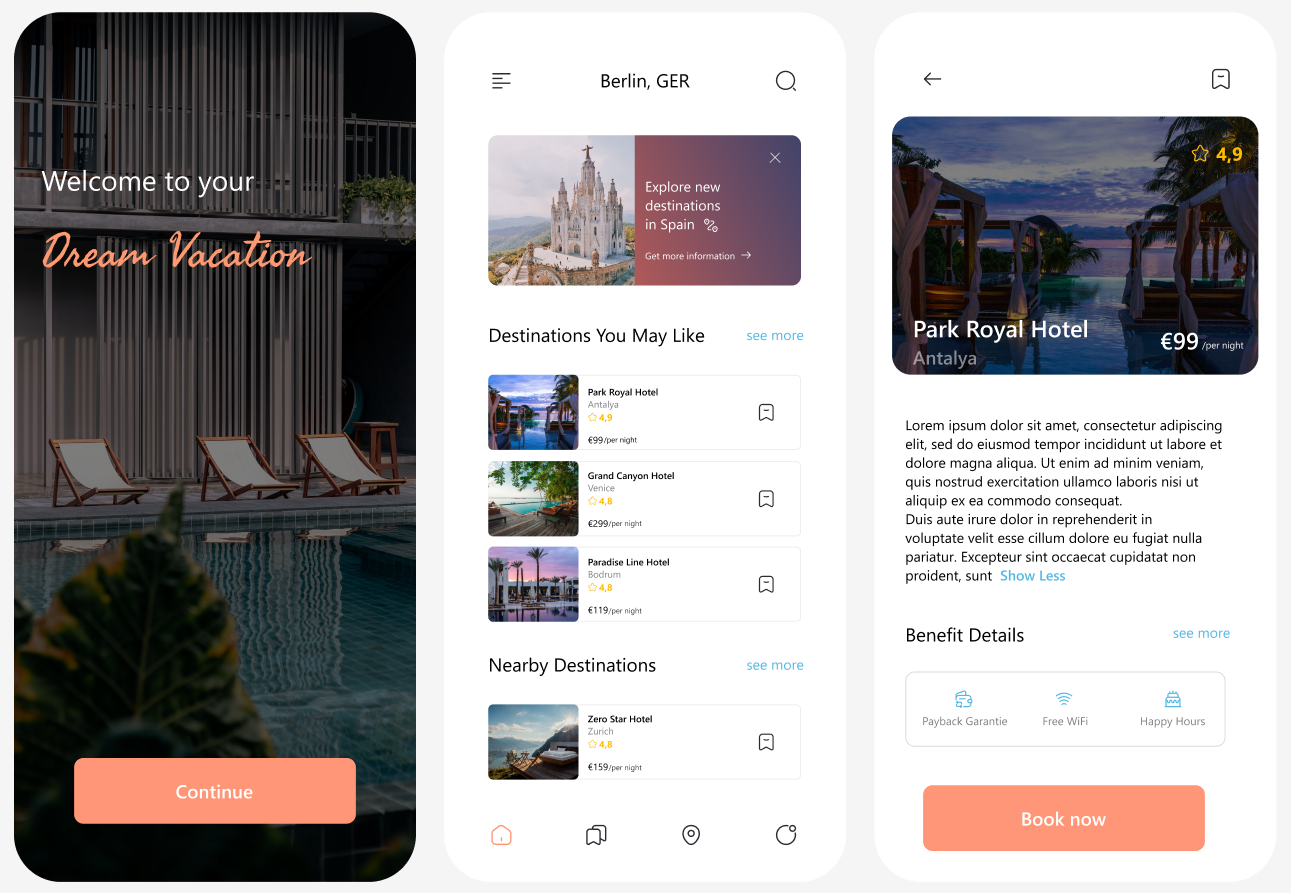 Welcome to your
Dream Vacation
Continue
Berlin, GER
Explore new
destinations
in Spain
Get more information
Destinations You May Like
see more
Park Royal Hotel
Antalya
4,9
€99/per night
Grand Canyon Hotel
Venice
4,8
€299/per night
Paradise Line Hotel
Bodrum
4,8
€119/per night
Nearby Destinations
see more
Zero Star Hotel
Zurich
4,8
€159/per night
4,9
Park Royal Hotel
Antalya
€99 /per night
Lorem ipsum dolor sit amet, consectetur adipiscing
elit, sed do eiusmod tempor incididunt ut labore et
dolore magna aliqua. Ut enim ad minim veniam,
quis nostrud exercitation ullamco laboris nisi ut
aliquip ex ea commodo consequat.
Duis aute irure dolor in reprehenderit in
voluptate velit esse cillum dolore eu fugiat nulla
pariatur. Excepteur sint occaecat cupidatat non
proident, sunt Show Less
Benefit Details
see more
Payback Garantie
Free WiFi
Happy Hours
Book now